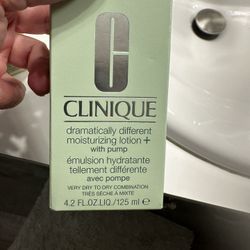 C
CLINIQUE
dramatically different
moisturizing lotion+
with pump
émulsion hydratante
tellement différente
avec pompe
VERY DRY TO DRY COMBINATION
TRÈS SÈCHE À MIXTE
4.2 FL.OZ.LIQ./125 ml e